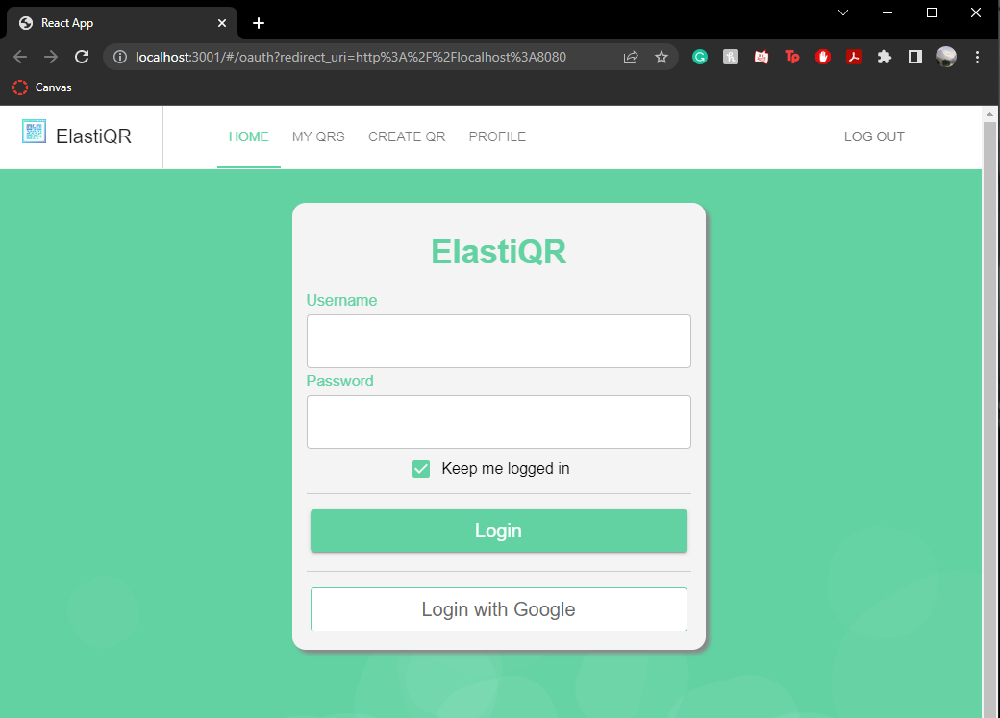 React App
localhost:3001/#/oauth?redirect_uri=http%3A%2F%2Flocalhost%3A8080
Canvas
ElastiQR HOME MY QRS CREATE QR PROFILE LOG OUT
ElastiQR
Username
Password
Keep me logged in
Login
Login with Google